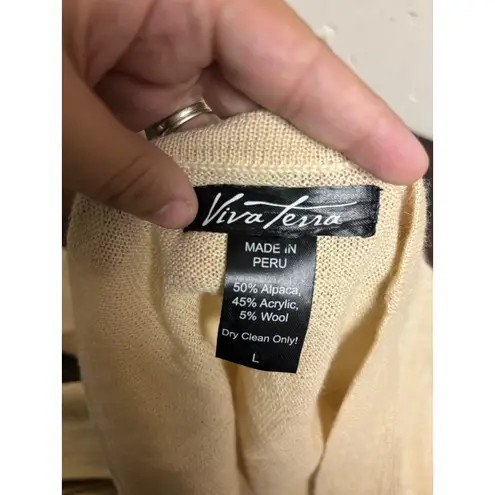 Viva Terra
MADE IN
PERU
50% Alpaca,
45% Acrylic,
5% Wool
Dry Clean Only!
L